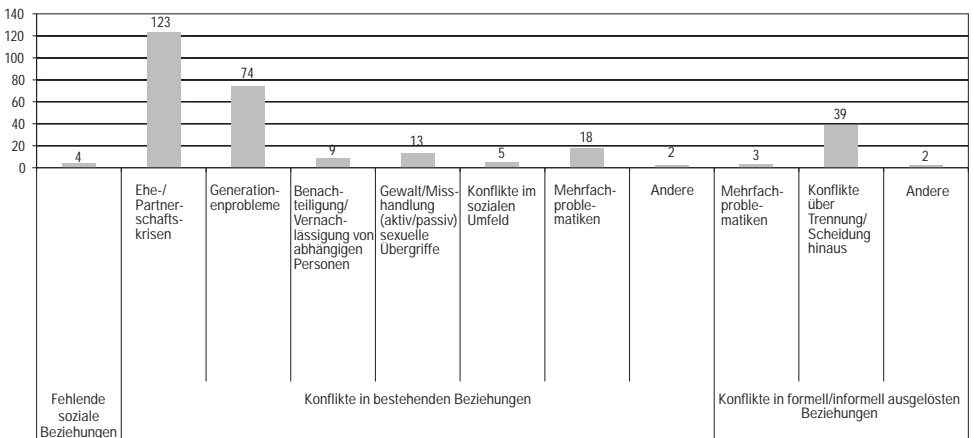 140
120
100
80
60
40
20
0
4
123
74
9
13
5
18
2
3
39
2
Ehe-/
Partner-
schafts-
krisen
Generation-
enprobleme
Benach-
teiligung/
Vernach-
lässigung von
abhängigen
Personen
Gewalt/Miss-
handlung
(aktiv/passiv)
sexuelle
Übergriffe
Konflikte im
sozialen
Umfeld
Mehrfach-
proble-
matiken
Andere
Mehrfach-
proble-
matiken
Konflikte
über
Trennung/
Scheidung
hinaus
Andere
Fehlende
soziale
Beziehungen
Konflikte in bestehenden Beziehungen
Konflikte in formell/informell ausgelösten
Beziehungen